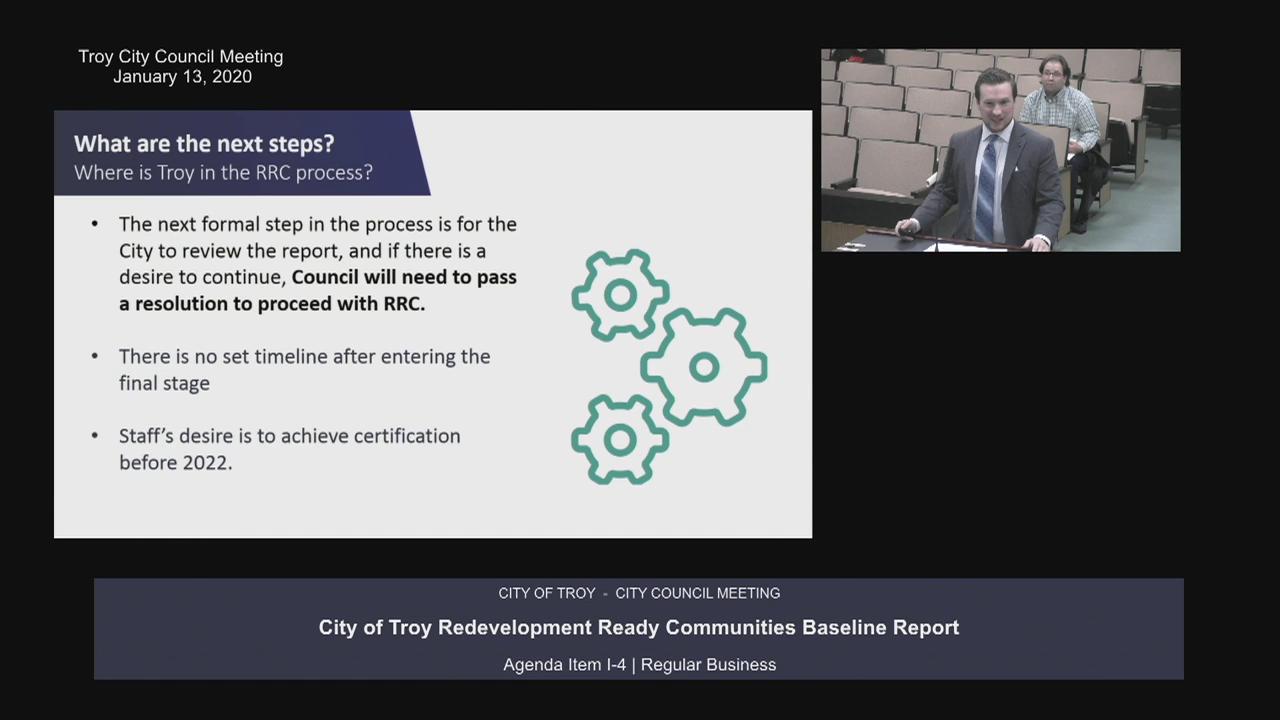 Troy City Council Meeting
January 13, 2020
What are the next steps?
Where is Troy in the RRC process?
• The next formal step in the process is for the
City to review the report, and if there is a
desire to continue, Council will need to pass
a resolution to proceed with RRC.
• There is no set timeline after entering the
final stage
• Staff's desire is to achieve certification
before 2022.
CITY OF TROY - CITY COUNCIL MEETING
City of Troy Redevelopment Ready Communities Baseline Report
Agenda Item I-4 | Regular Business